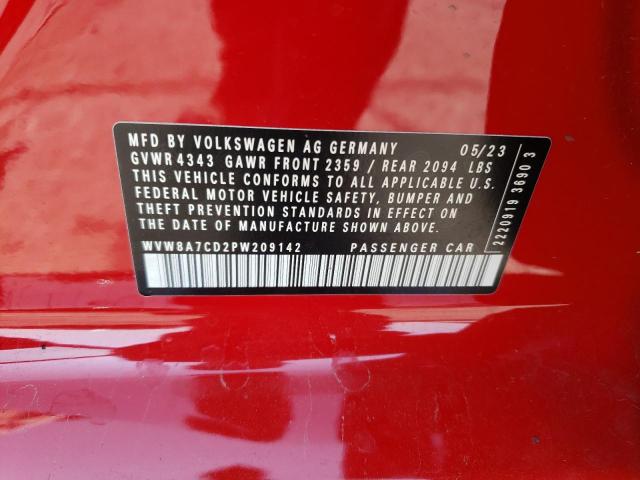 MFD BY VOLKSWAGEN AG GERMANY 05/23
GVWR 4343 GAWR FRONT 2359 / REAR 2094 LBS
THIS VEHICLE CONFORMS TO ALL APPLICABLE U.S.
FEDERAL MOTOR VEHICLE SAFETY, BUMPER AND
THEFT PREVENTION STANDARDS IN EFFECT ON
THE DATE OF MANUFACTURE SHOWN ABOVE.
WVW8A7CD2PW209142 PASSENGER CAR
2220919 3690 3